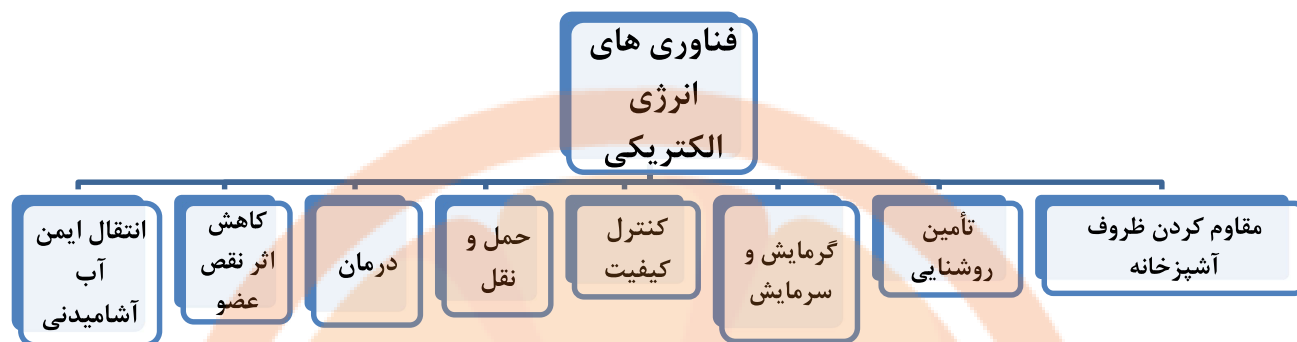 فناوری های
انرژی
الکتریکی
مقاوم کردن ظروف
آشپزخانه
تأمین
روشنایی
گرمایش و
سرمایش
کنترل
کیفیت
حمل و
نقل
درمان
کاهش
اثر نقص
عضو
انتقال ایمن
آب
آشامیدنی